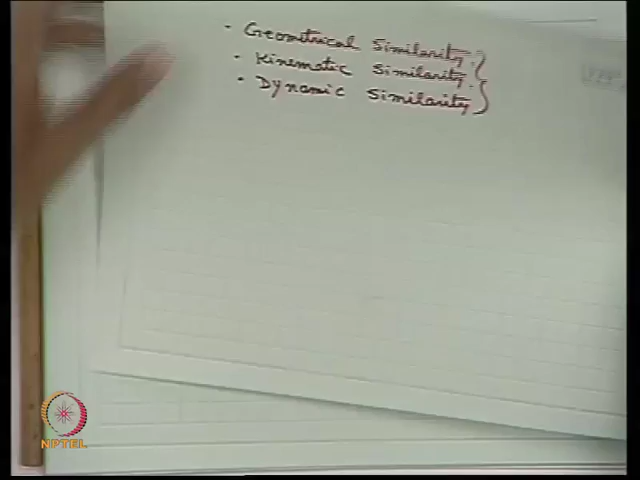 - Geometrical Similarity.
- Kinematic Similarity.
- Dynamic Similarity
NPTEL